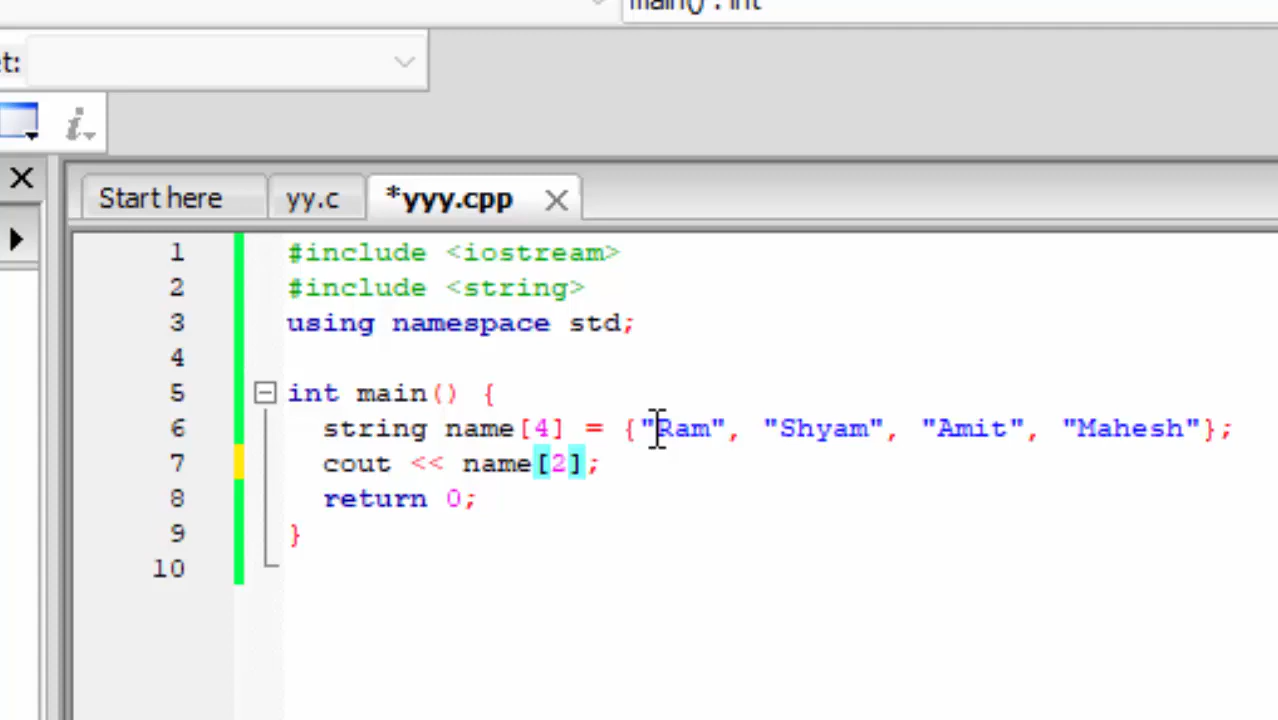 main() : int
et:
Start here yy.c *yyy.cpp
1 #include <iostream>
2 #include <string>
3 using namespace std;
4
5 int main() {
6 string name[4] = {"Ram", "Shyam", "Amit", "Mahesh"};
7 cout << name[2];
8 return 0;
9 }
10